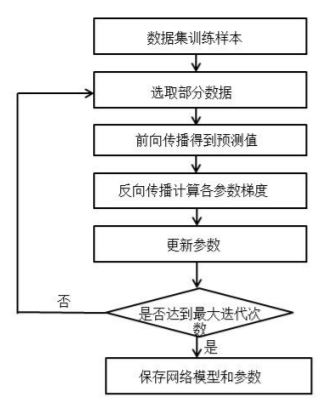 数据集训练样本
选取部分数据
前向传播得到预测值
反向传播计算各参数梯度
更新参数
否
是否达到最大迭代次
数
是
保存网络模型和参数